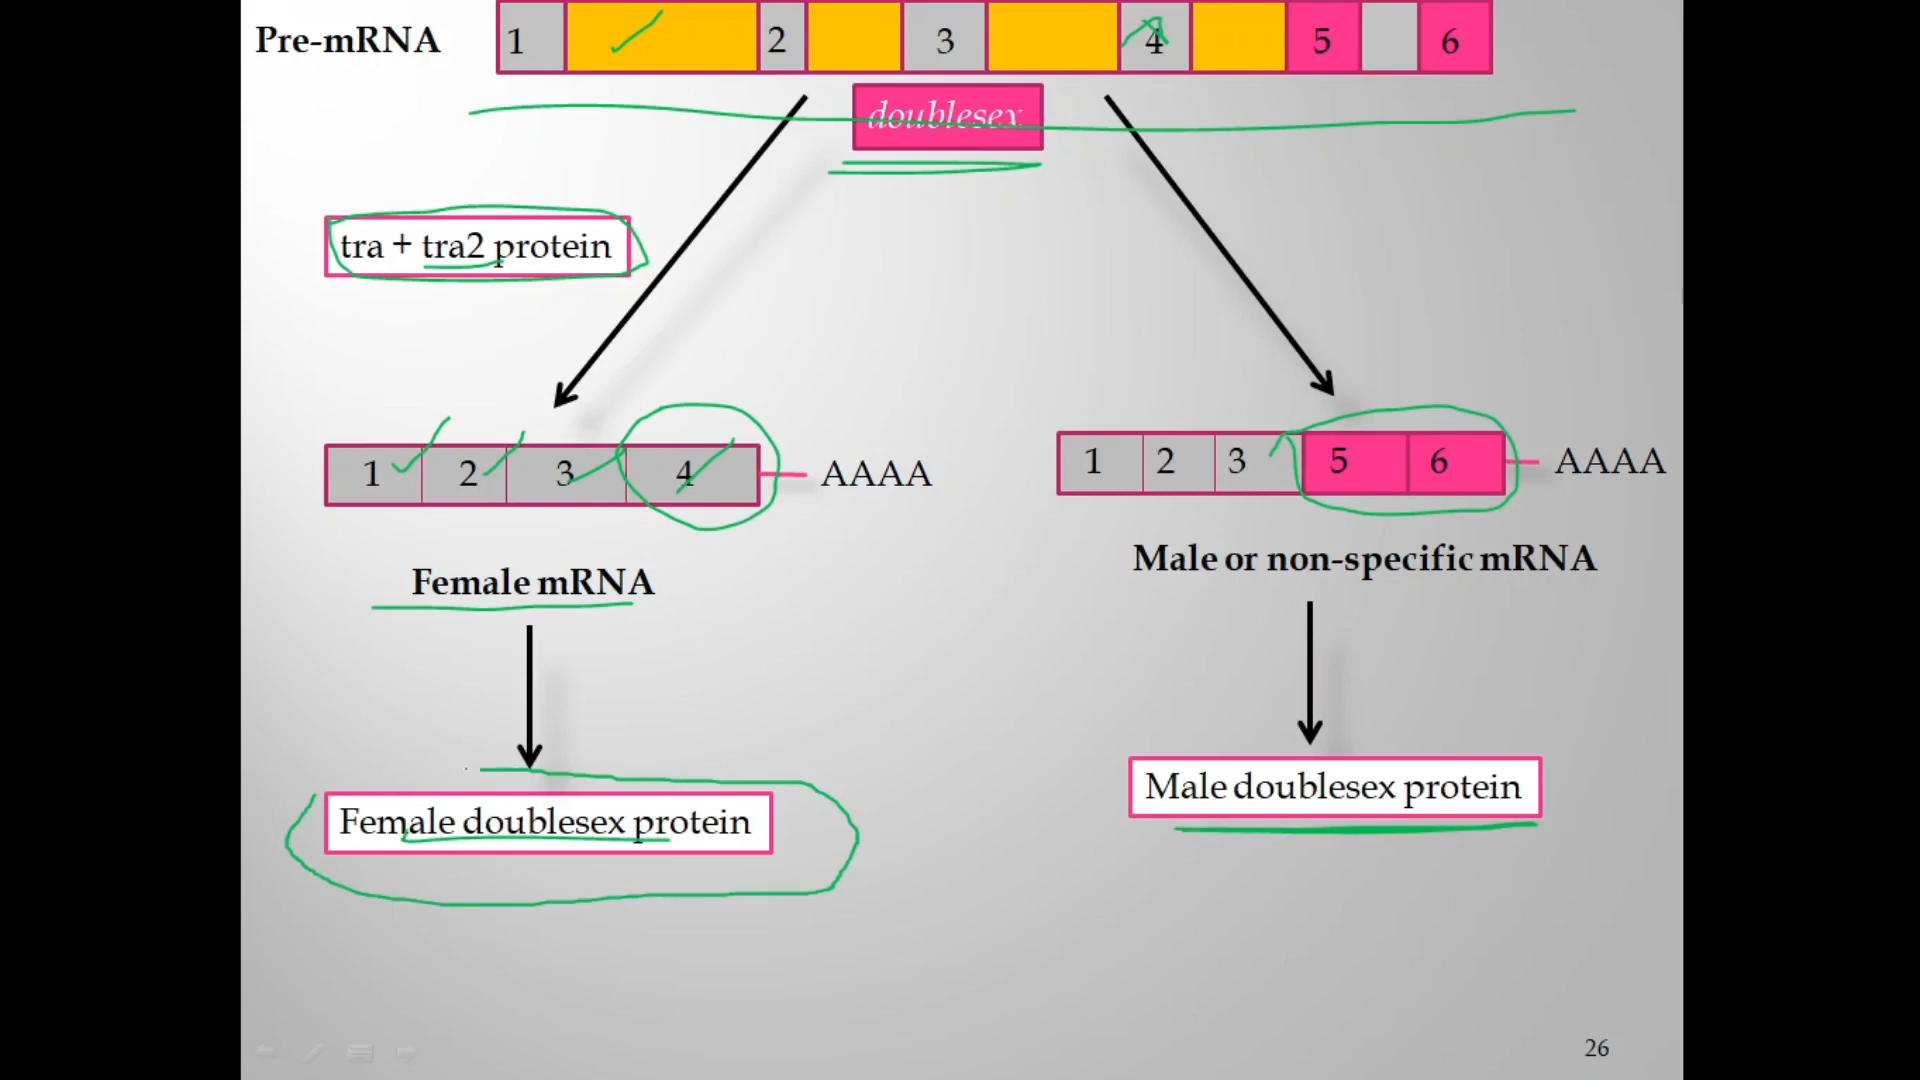 Pre-mRNA 1 2 3 4 5 6
doublesex
tra + tra2 protein
1 2 3 4 AAAA
1 2 3 5 6 AAAA
Female mRNA
Male or non-specific mRNA
Female doublesex protein
Male doublesex protein
26